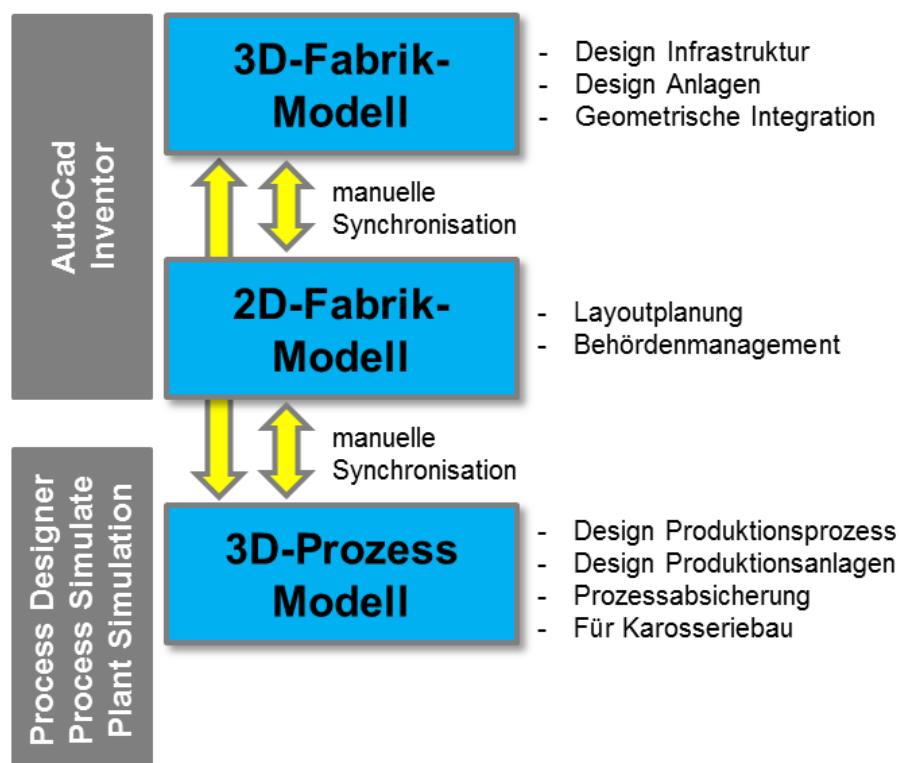 AutoCad
Inventor
3D-Fabrik-
Modell
- Design Infrastruktur
- Design Anlagen
- Geometrische Integration
manuelle
Synchronisation
2D-Fabrik-
Modell
- Layoutplanung
- Behördenmanagement
manuelle
Synchronisation
Process Designer
Process Simulate
Plant Simulation
3D-Prozess
Modell
- Design Produktionsprozess
- Design Produktionsanlagen
- Prozessabsicherung
- Für Karosseriebau